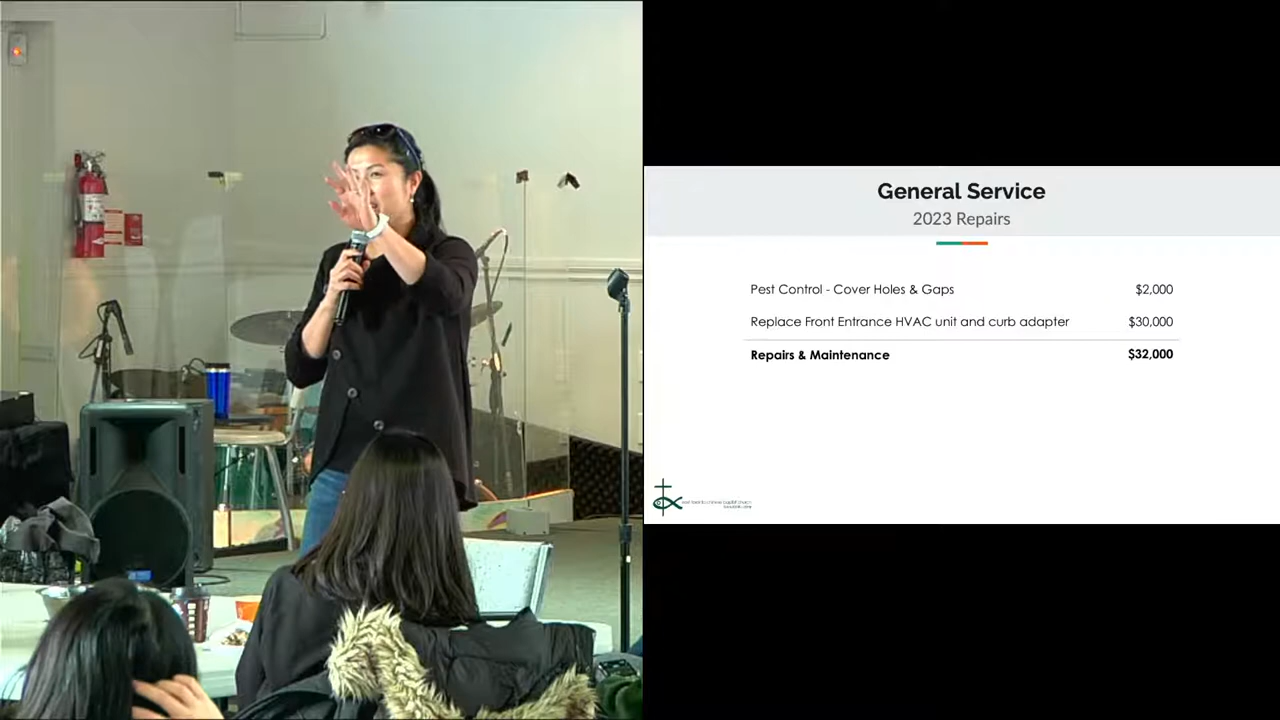 General Service
2023 Repairs
Pest Control - Cover Holes & Gaps $2,000
Replace Front Entrance HVAC unit and curb adapter $30,000
Repairs & Maintenance $32,000